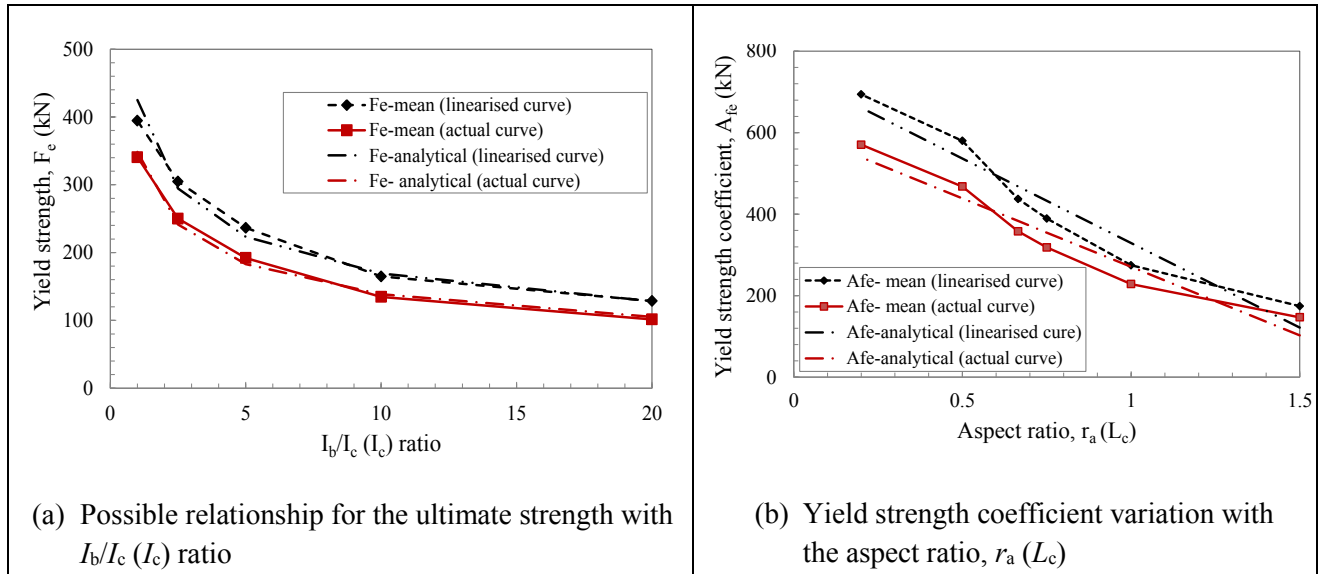 500
400
300
200
100
0
Yield strength, Fe (kN)
Fe-mean (linearised curve)
Fe-mean (actual curve)
Fe-analytical (linearised curve)
Fe- analytical (actual curve)
0 5 10 15 20
Ib/Ic (Ic) ratio
(a) Possible relationship for the ultimate strength with
Ib/Ic (Ic) ratio
800
600
400
200
0
Yield strength coefficient, Afe (kN)
Afe- mean (linearised curve)
Afe- mean (actual curve)
Afe-analytical (linearised cure)
Afe-analytical (actual curve)
0 0.5 1 1.5
Aspect ratio, ra (Lc)
(b) Yield strength coefficient variation with
the aspect ratio, ra (Lc)